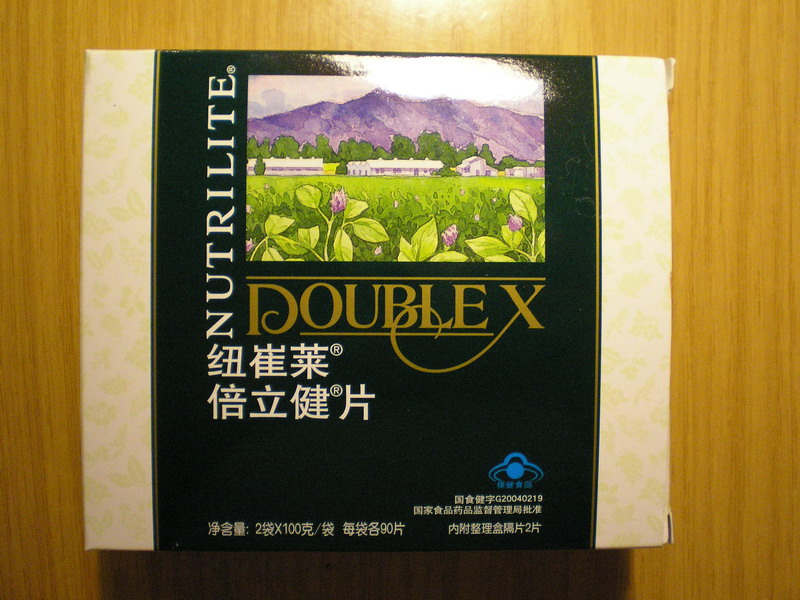 NUTRILITE®
DOUBLE X
纽崔莱®
倍立健®片
保健食品
国食健字G20040219
国家食品药品监督管理局批准
净含量: 2袋X100克/袋 每袋各90片
内附整理盒隔片2片